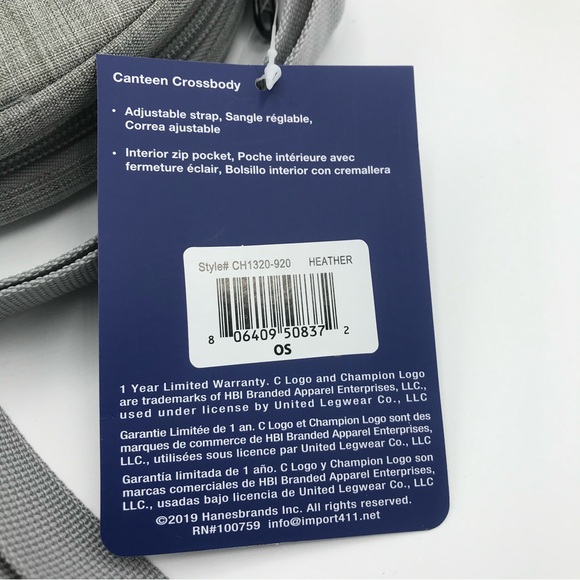 Canteen Crossbody
• Adjustable strap, Sangle réglable,
Correa ajustable
• Interior zip pocket, Poche intérieure avec
fermeture éclair, Bolsillo interior con cremallera
Style# CH1320-920 HEATHER
8 06409 50837 2
OS
1 Year Limited Warranty. C Logo and Champion Logo
are trademarks of HBI Branded Apparel Enterprises, LLC.,
used under license by United Legwear Co., LLC.
Garantie Limitée de 1 an. C Logo et Champion Logo sont des
marques de commerce de HBI Branded Apparel Enterprises,
LLC., utilisées sous licence par United Legwear Co., LLC.
Garantía limitada de 1 año. C Logo y Champion Logo son
marcas comerciales de HBI Branded Apparel Enterprises,
LLC., usadas bajo licencia de United Legwear Co., LLC.
©2019 Hanesbrands Inc. All rights reserved.
RN#100759 info@import411.net